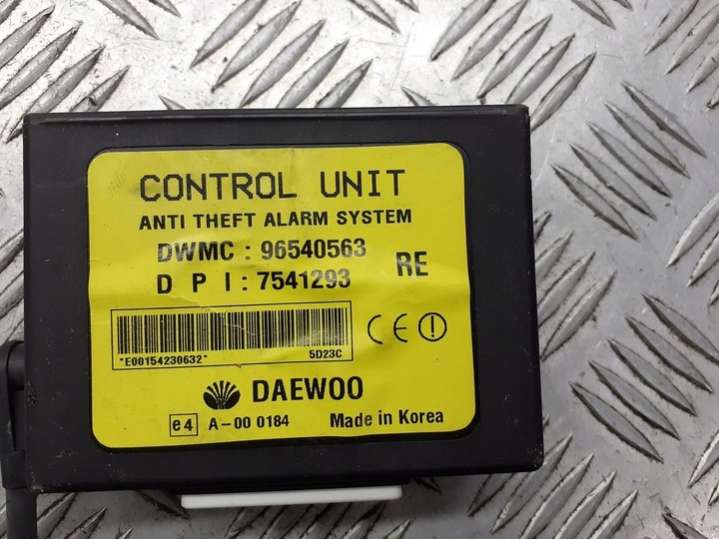 CONTROL UNIT
ANTI THEFT ALARM SYSTEM
DWMC : 96540563
D P I : 7541293
RE
*E00154230632* 5D23C
CE
DAEWOO
e4 A-00 0184 Made in Korea